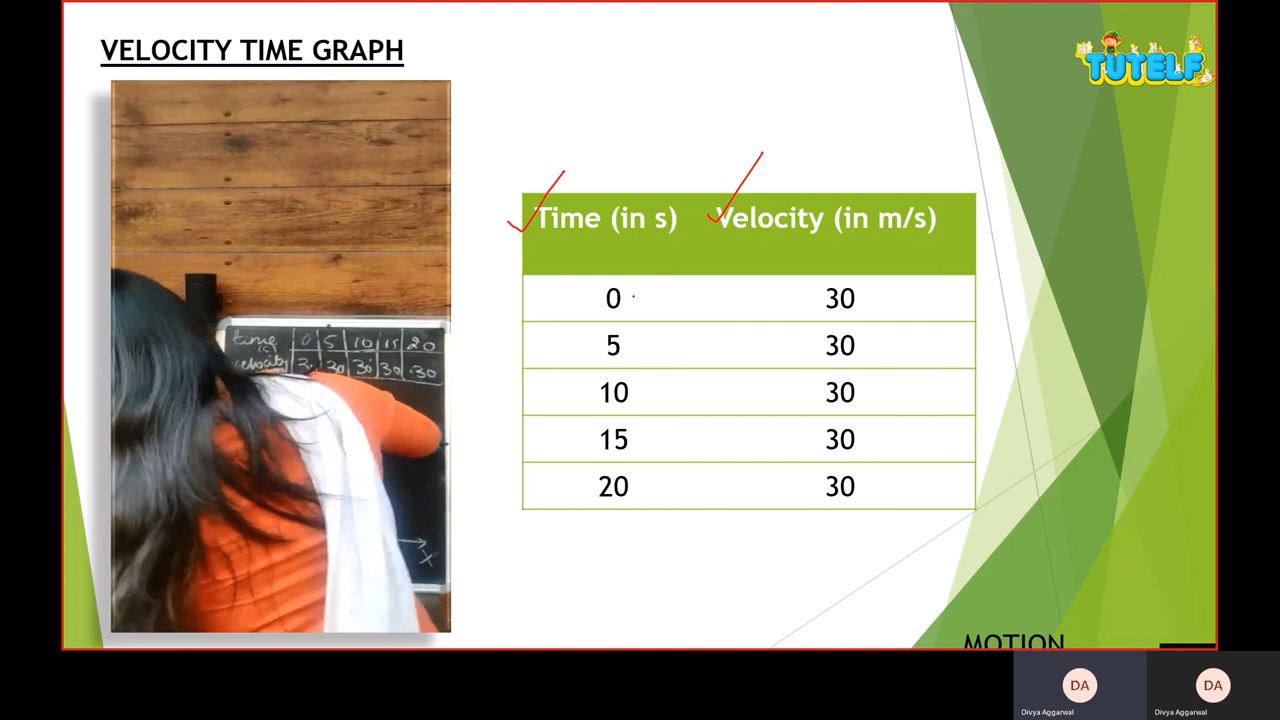 VELOCITY TIME GRAPH
TUTELF
Time (in s) Velocity (in m/s)
0 30
5 30
10 30
15 30
20 30
time 0 5 10 15 20
(s)
velocity 30 30 30 30
X
MOTION
DA DA
Divya Aggarwal Divya Aggarwal